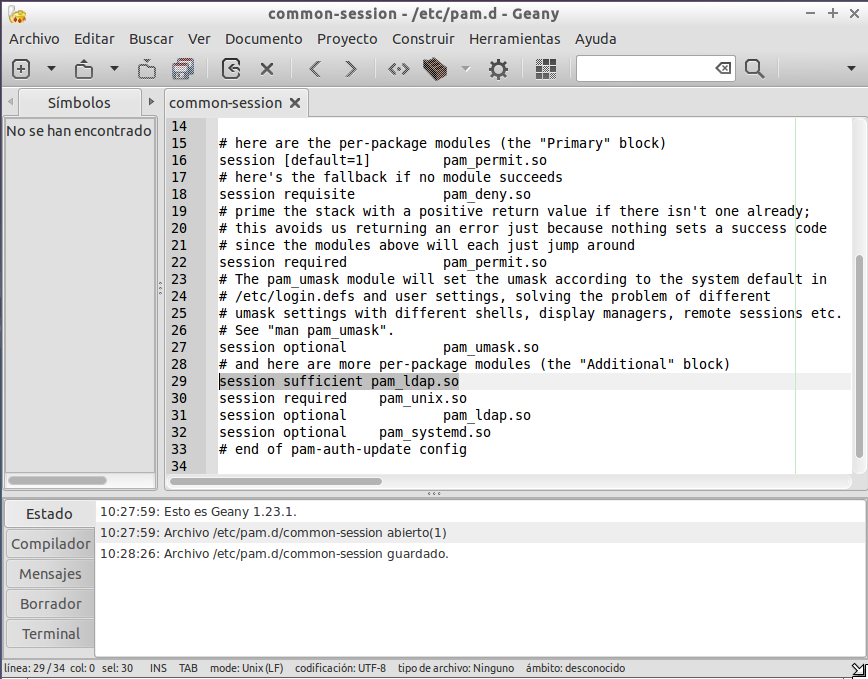 common-session - /etc/pam.d - Geany
Archivo Editar Buscar Ver Documento Proyecto Construir Herramientas Ayuda
Símbolos
common-session
No se han encontrado
14
15 # here are the per-package modules (the "Primary" block)
16 session [default=1] pam_permit.so
17 # here's the fallback if no module succeeds
18 session requisite pam_deny.so
19 # prime the stack with a positive return value if there isn't one already;
20 # this avoids us returning an error just because nothing sets a success code
21 # since the modules above will each just jump around
22 session required pam_permit.so
23 # The pam_umask module will set the umask according to the system default in
24 # /etc/login.defs and user settings, solving the problem of different
25 # umask settings with different shells, display managers, remote sessions etc.
26 # See "man pam_umask".
27 session optional pam_umask.so
28 # and here are more per-package modules (the "Additional" block)
29 session sufficient pam_ldap.so
30 session required pam_unix.so
31 session optional pam_ldap.so
32 session optional pam_systemd.so
33 # end of pam-auth-update config
34
Estado
Compilador
Mensajes
Borrador
Terminal
10:27:59: Esto es Geany 1.23.1.
10:27:59: Archivo /etc/pam.d/common-session abierto(1)
10:28:26: Archivo /etc/pam.d/common-session guardado.
línea: 29 / 34 col: 0 sel: 30 INS TAB modo: Unix (LF) codificación: UTF-8 tipo de archivo: Ninguno ámbito: desconocido